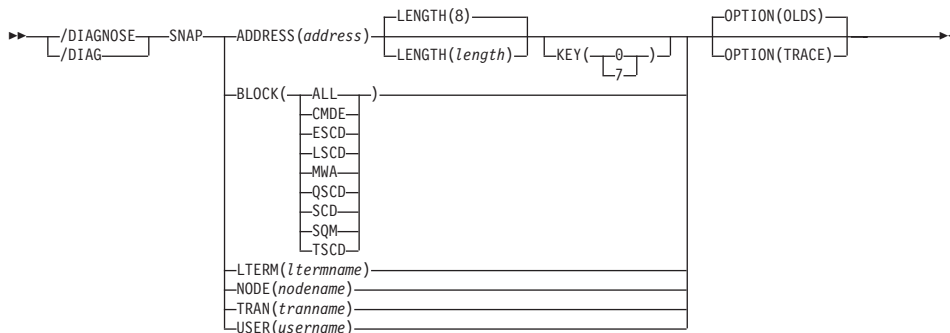 LENGTH(8) OPTION(OLDS)
/DIAGNOSE SNAP ADDRESS(address)
/DIAG LENGTH(length) KEY( 0 ) OPTION(TRACE)
7
BLOCK( ALL )
CMDE
ESCD
LSCD
MWA
QSCD
SCD
SQM
TSCD
LTERM(ltermname)
NODE(nodename)
TRAN(tranname)
USER(username)